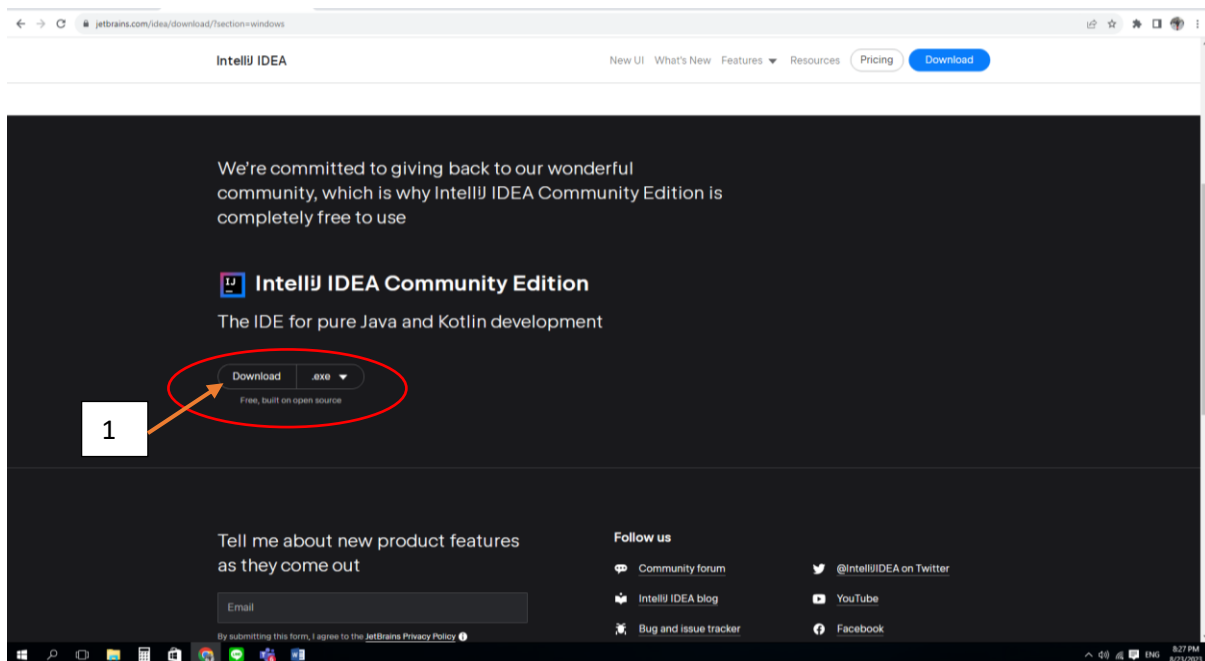 jetbrains.com/idea/download/?section=windows
IntelliJ IDEA
New UI What's New Features Resources Pricing Download
We're committed to giving back to our wonderful
community, which is why IntelliJ IDEA Community Edition is
completely free to use
IJ
IntelliJ IDEA Community Edition
The IDE for pure Java and Kotlin development
Download .exe
Free, built on open source
1
Tell me about new product features
as they come out
Email
By submitting this form, I agree to the JetBrains Privacy Policy
Follow us
Community forum
@IntelliJIDEA on Twitter
IntelliJ IDEA blog
YouTube
Bug and issue tracker
Facebook
ENG
8:27 PM
8/23/2023